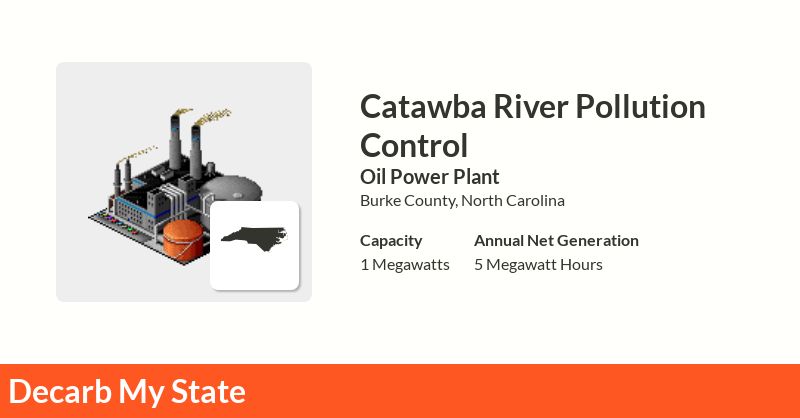 Catawba River Pollution
Control
Oil Power Plant
Burke County, North Carolina
Capacity Annual Net Generation
1 Megawatts 5 Megawatt Hours
Decarb My State